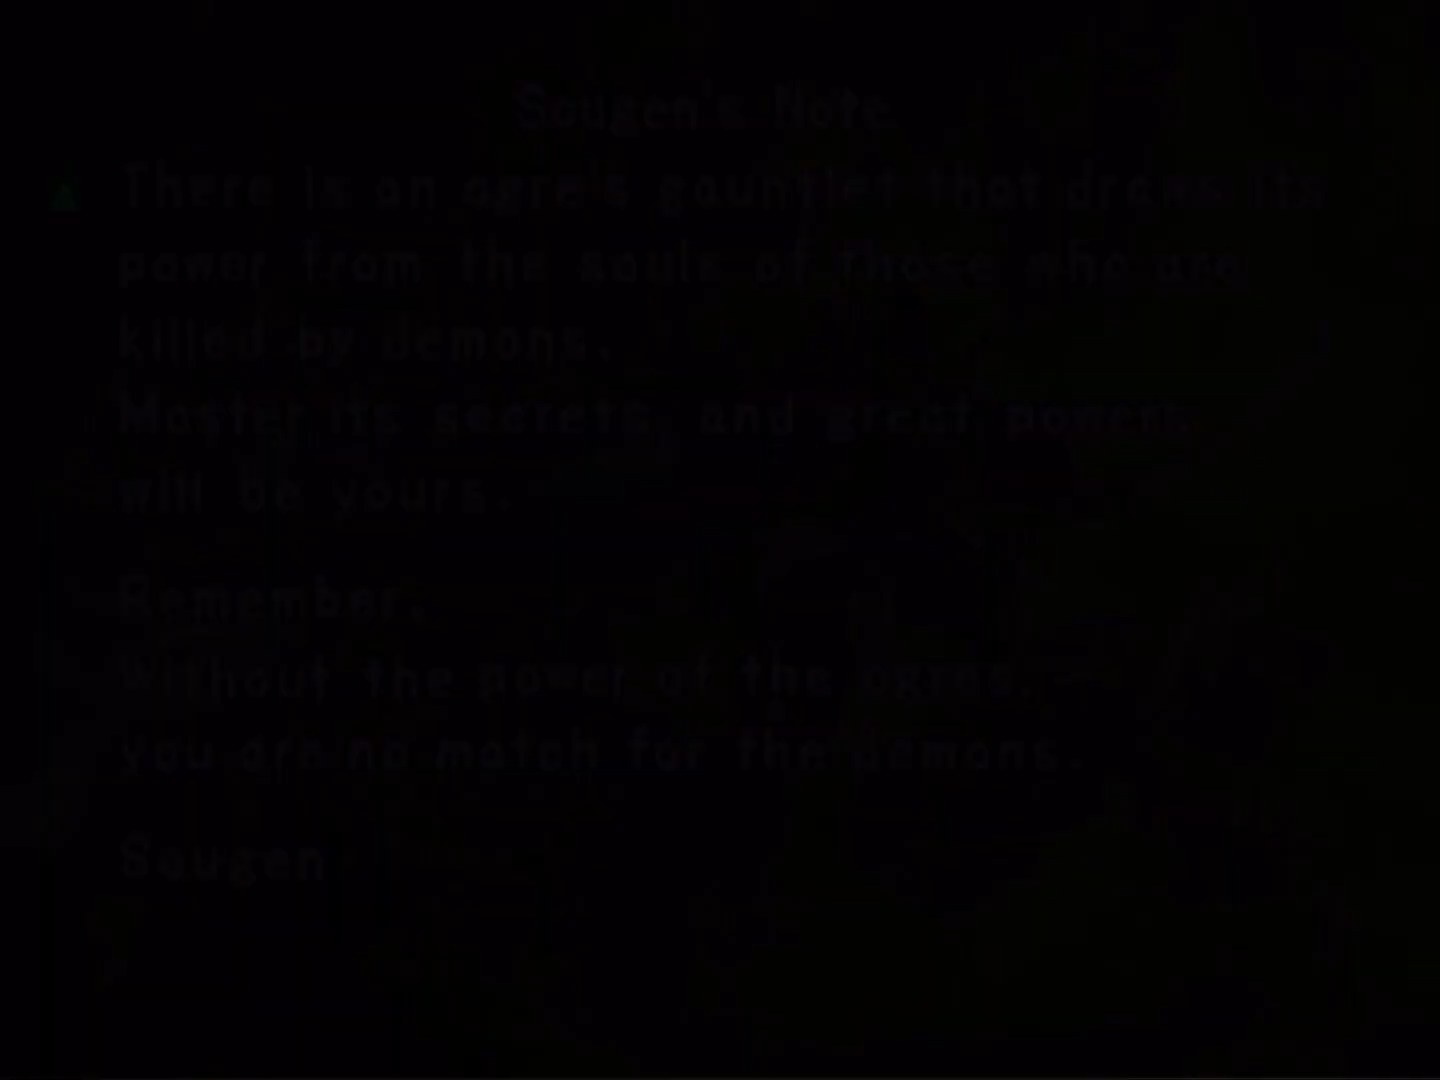 Saugen's Note
There is an ogre's gauntlet that draws its
power from the souls of those who are
killed by demons.
Master its secrets, and great powers
will be yours.
Remember,
Without the power of the ogres,
you are no match for the demons.
Saugen